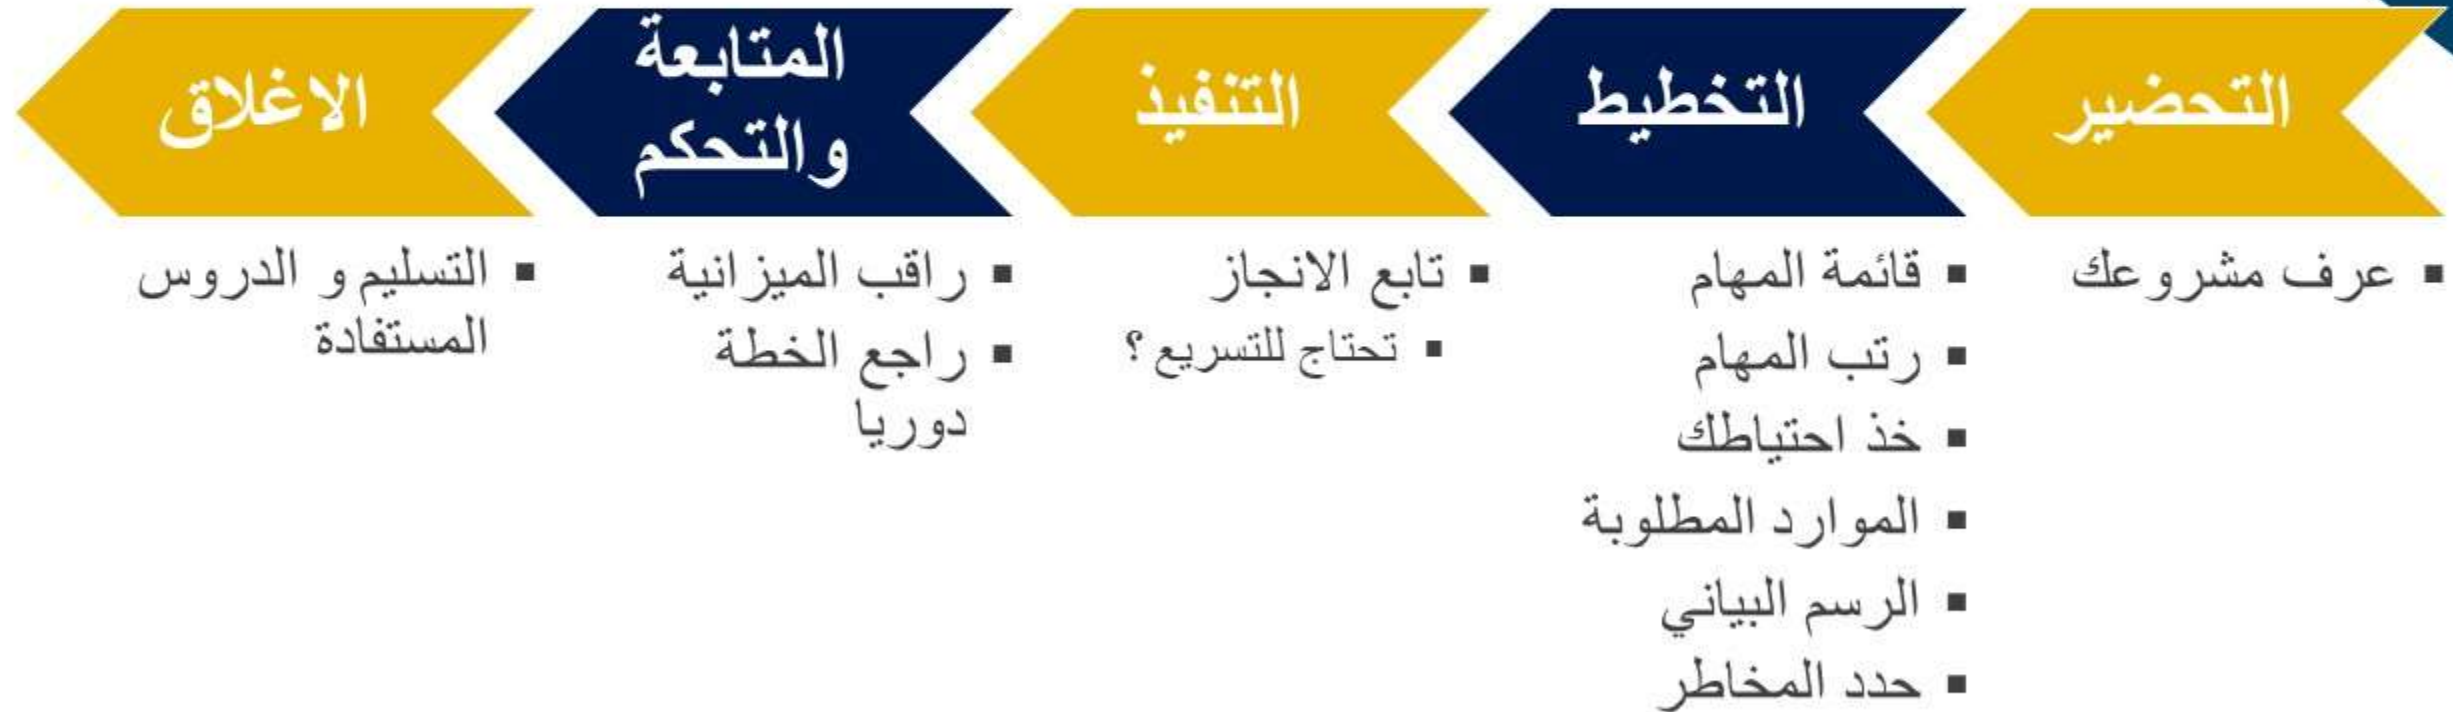 التحضير
▪ عرف مشروعك
التخطيط
▪ قائمة المهام
▪ رتب المهام
▪ خذ احتياطك
▪ الموارد المطلوبة
▪ الرسم البياني
▪ حدد المخاطر
التنفيذ
▪ تابع الانجاز
▪ تحتاج للتسريع ؟
المتابعة
والتحكم
▪ راقب الميزانية
▪ راجع الخطة
دوريا
الاغلاق
▪ التسليم و الدروس
المستفادة